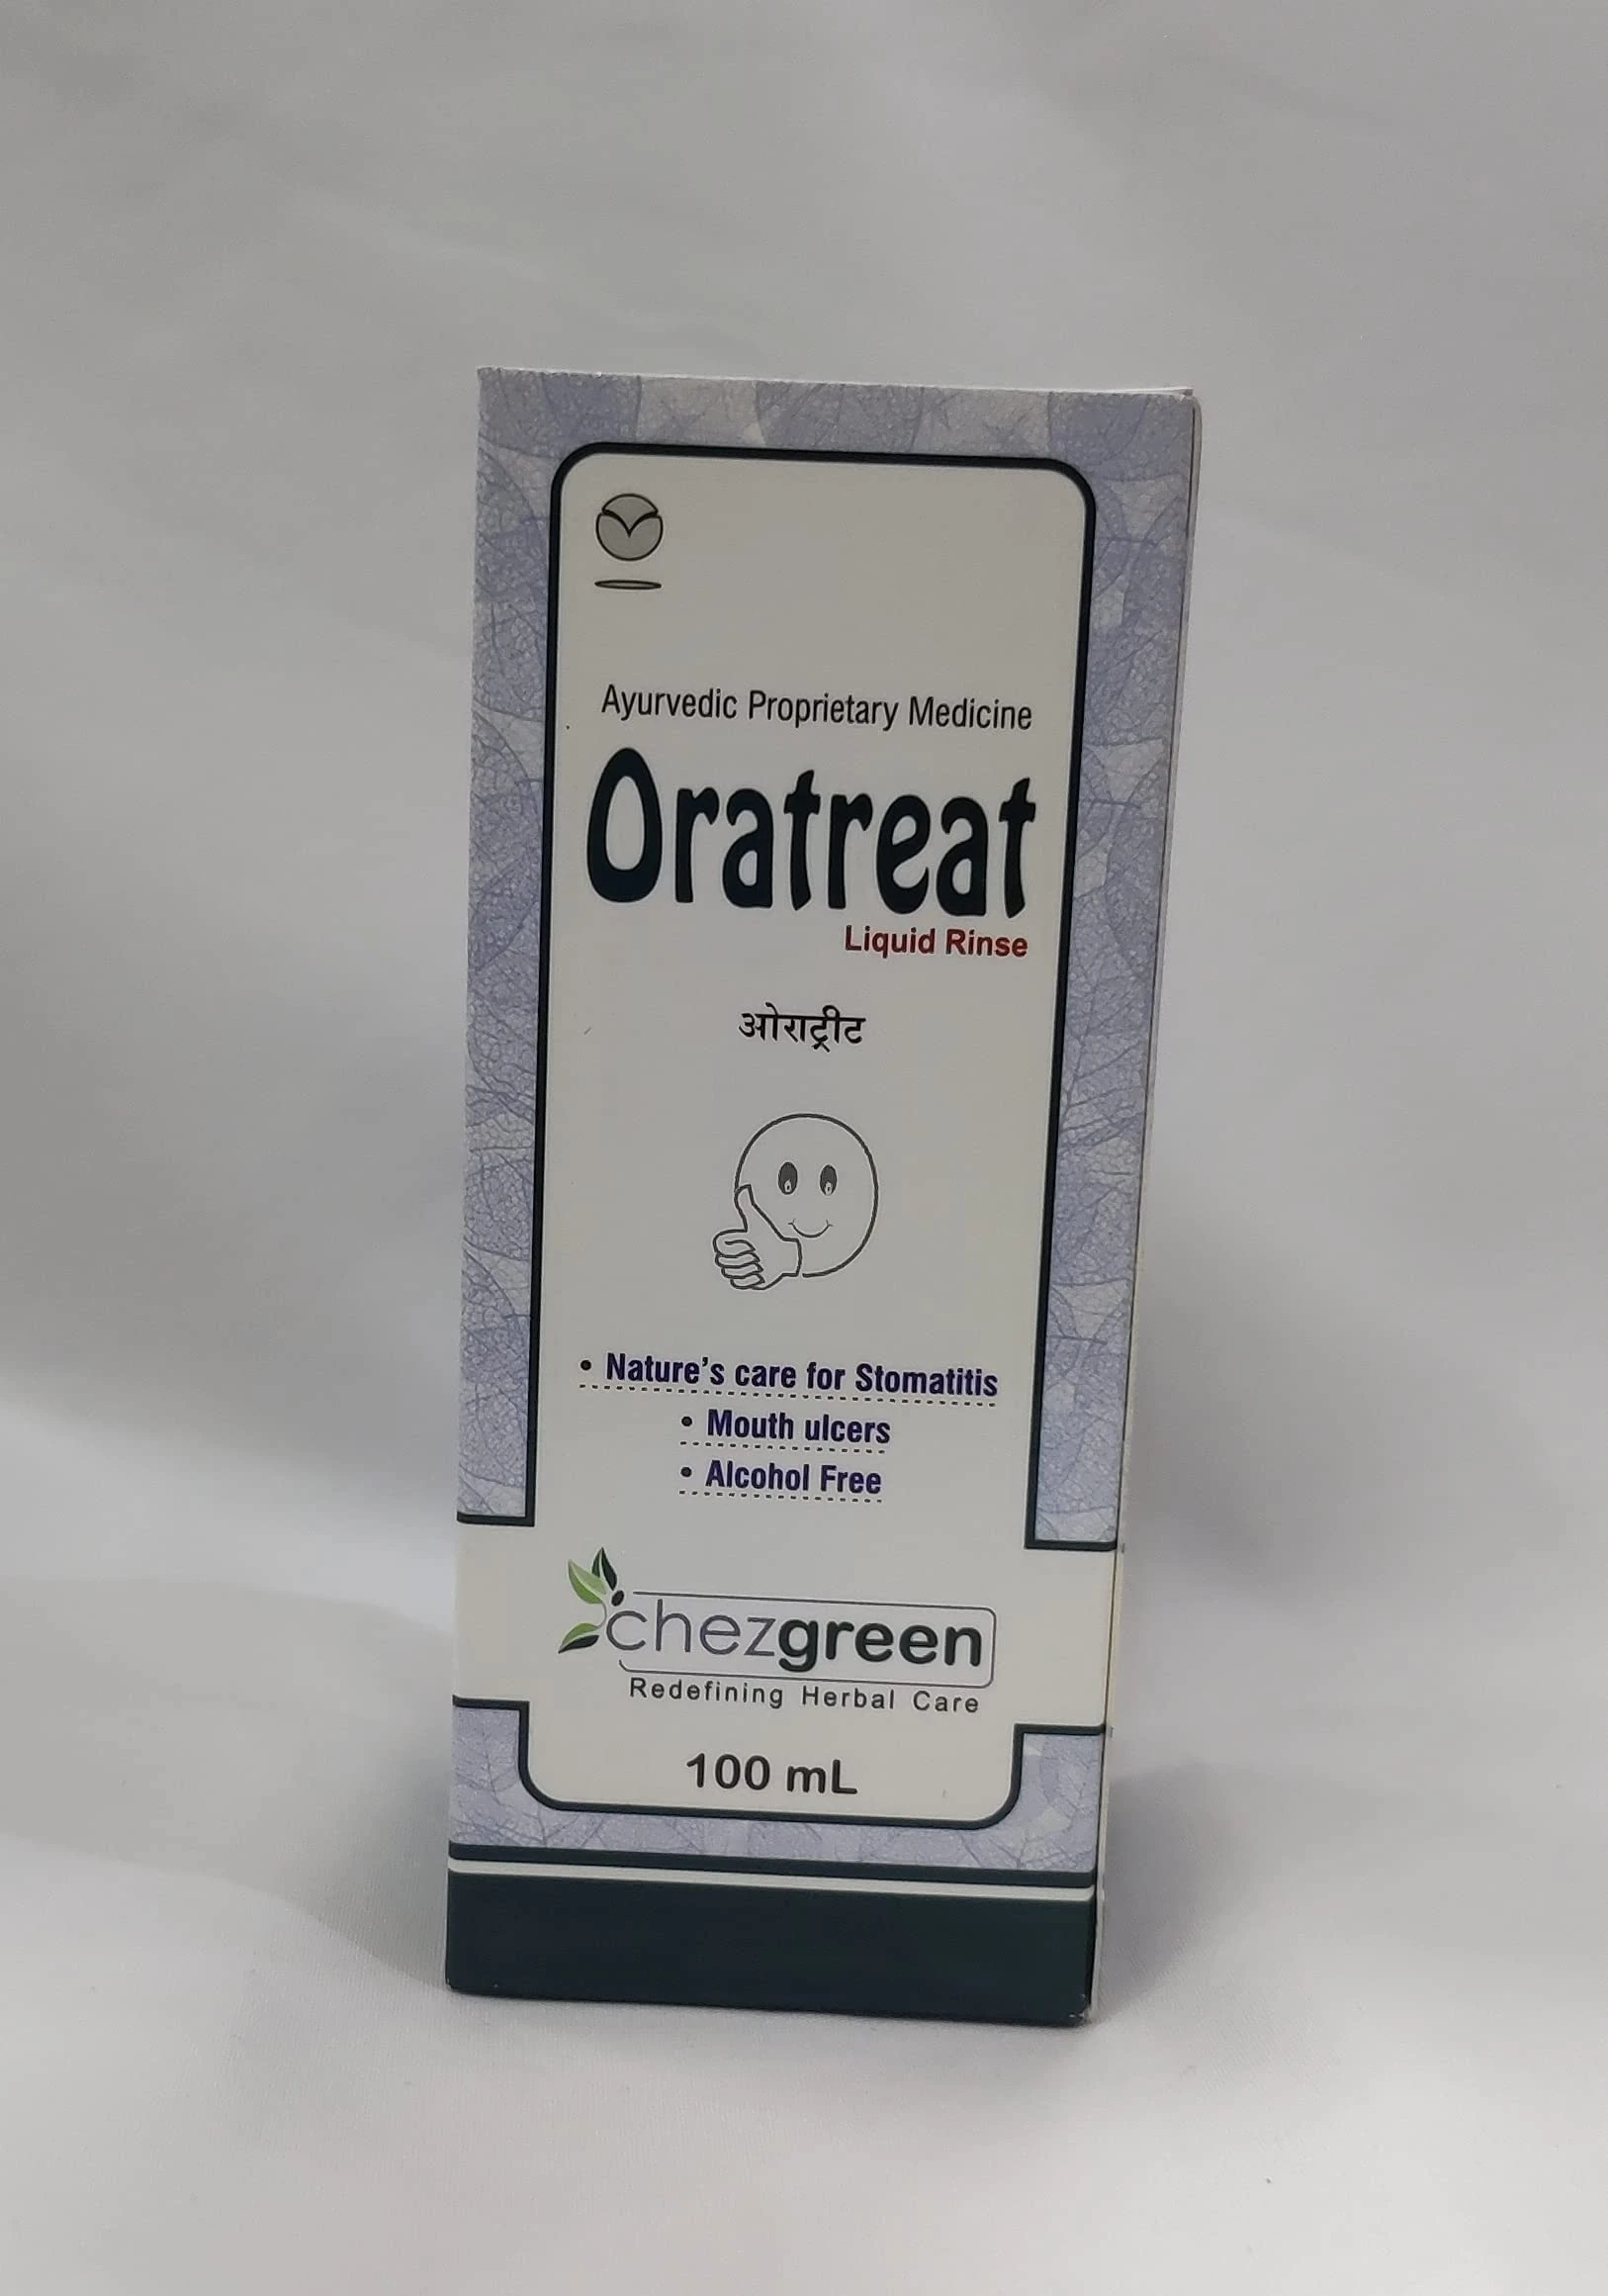 Ayurvedic Proprietary Medicine
Oratreat
Liquid Rinse
ओराट्रीट
• Nature's care for Stomatitis
• Mouth ulcers
• Alcohol Free
chezgreen
Redefining Herbal Care
100 mL